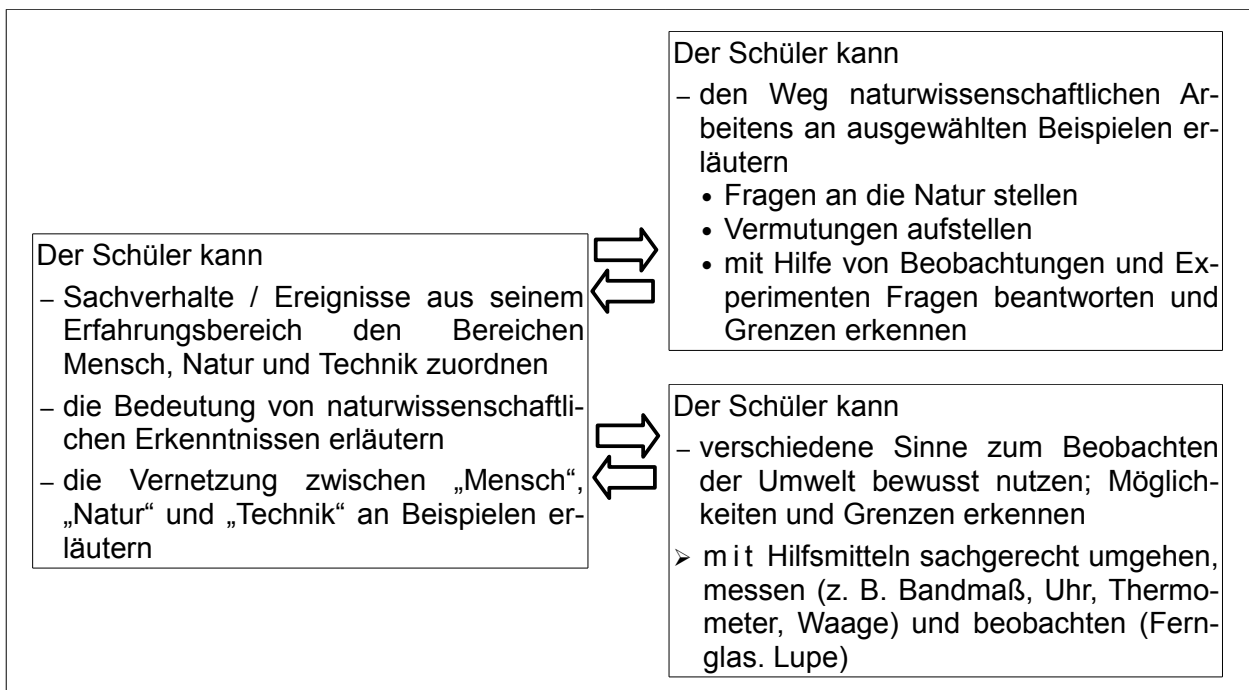 Der Schüler kann
– Sachverhalte / Ereignisse aus seinem
Erfahrungsbereich den Bereichen
Mensch, Natur und Technik zuordnen
– die Bedeutung von naturwissenschaftli-
chen Erkenntnissen erläutern
– die Vernetzung zwischen „Mensch“,
„Natur“ und „Technik“ an Beispielen er-
läutern
Der Schüler kann
– den Weg naturwissenschaftlichen Ar-
beitens an ausgewählten Beispielen er-
läutern
• Fragen an die Natur stellen
• Vermutungen aufstellen
• mit Hilfe von Beobachtungen und Ex-
perimenten Fragen beantworten und
Grenzen erkennen
Der Schüler kann
– verschiedene Sinne zum Beobachten
der Umwelt bewusst nutzen; Möglich-
keiten und Grenzen erkennen
➢ mit Hilfsmitteln sachgerecht umgehen,
messen (z. B. Bandmaß, Uhr, Thermo-
meter, Waage) und beobachten (Fern-
glas. Lupe)